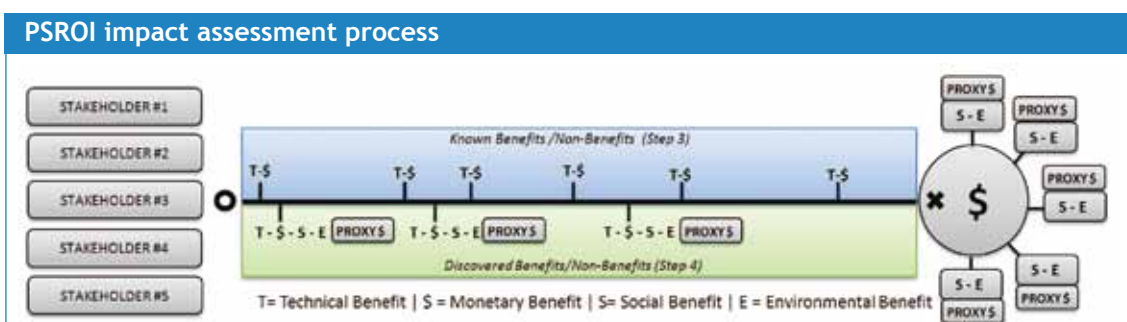 PSROI impact assessment process
STAKEHOLDER #1
STAKEHOLDER #2
STAKEHOLDER #3
STAKEHOLDER #4
STAKEHOLDER #5
Known Benefits/Non-Benefits (Step 3)
T-$ T-$ T-$ T-$ T-$ T-$
T - $ - S - E PROXY $ T - $ - S - E PROXY $ T - $ - S - E PROXY $
Discovered Benefits/Non-Benefits (Step 4)
T= Technical Benefit | $ = Monetary Benefit | S= Social Benefit | E = Environmental Benefit
$
PROXY $
S - E
PROXY $
S - E
PROXY $
S - E
S - E
PROXY $
S - E
PROXY $